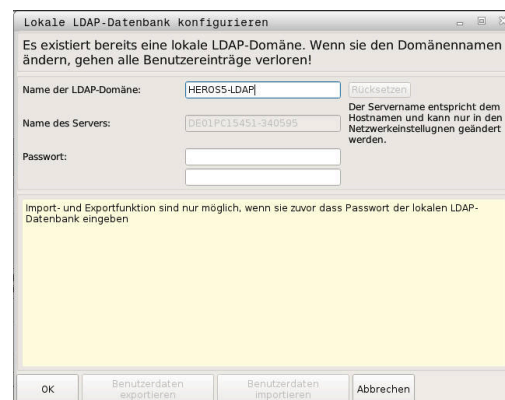 Lokale LDAP-Datenbank konfigurieren
Es existiert bereits eine lokale LDAP-Domäne. Wenn sie den Domänennamen
ändern, gehen alle Benutzereinträge verloren!
Name der LDAP-Domäne:
HEROS5-LDAP
Rücksetzen
Name des Servers:
DE01PC15451-340595
Der Servername entspricht dem
Hostnamen und kann nur in den
Netzwerkeinstellugnen geändert
werden.
Passwort:
Import- und Exportfunktion sind nur möglich, wenn sie zuvor dass Passwort der lokalen LDAP-
Datenbank eingeben
OK
Benutzerdaten
exportieren
Benutzerdaten
importieren
Abbrechen